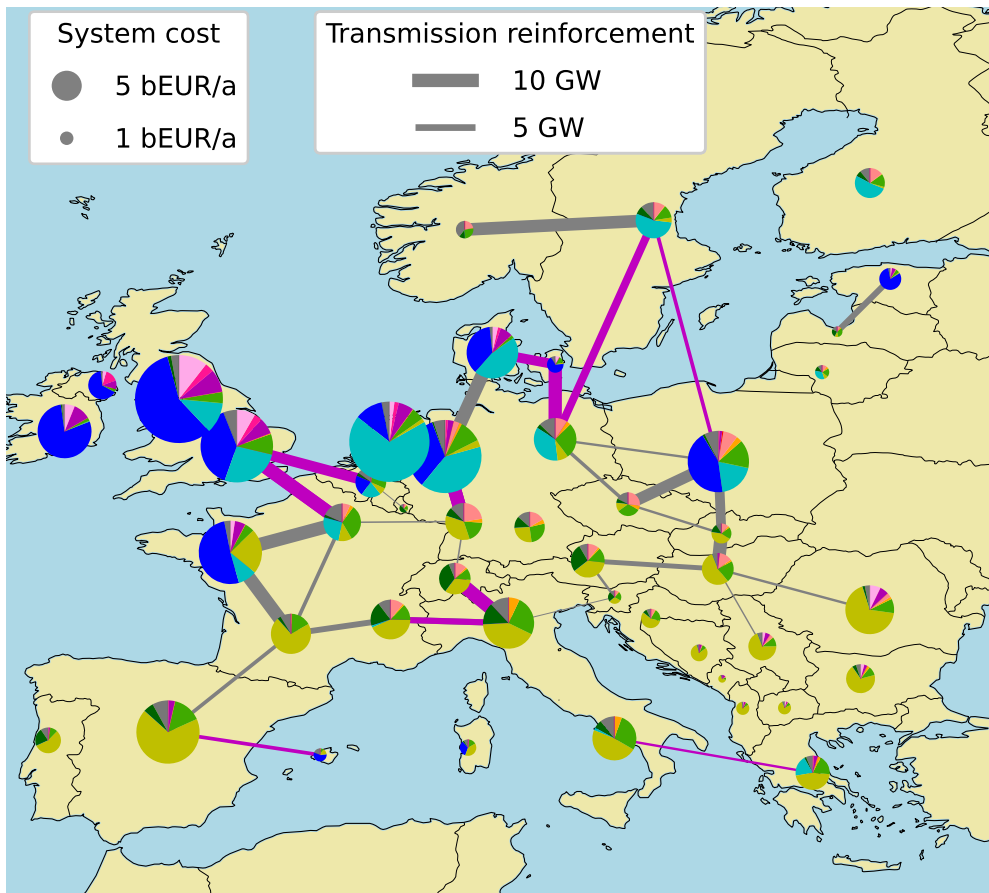 System cost
5 bEUR/a
1 bEUR/a
Transmission reinforcement
10 GW
5 GW